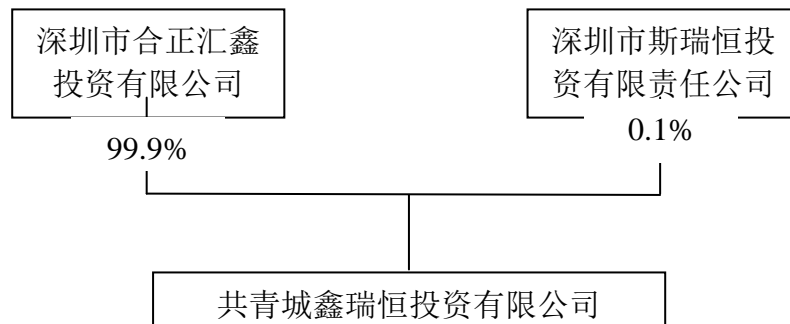 深圳市合正汇鑫
投资有限公司
深圳市斯瑞恒投
资有限责任公司
99.9%
0.1%
共青城鑫瑞恒投资有限公司